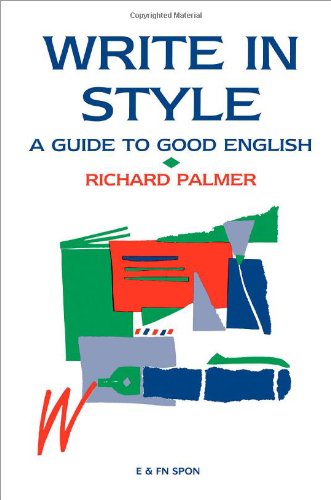 Copyrighted Material
WRITE IN
STYLE
A GUIDE TO GOOD ENGLISH
RICHARD PALMER
W
E & FN SPON